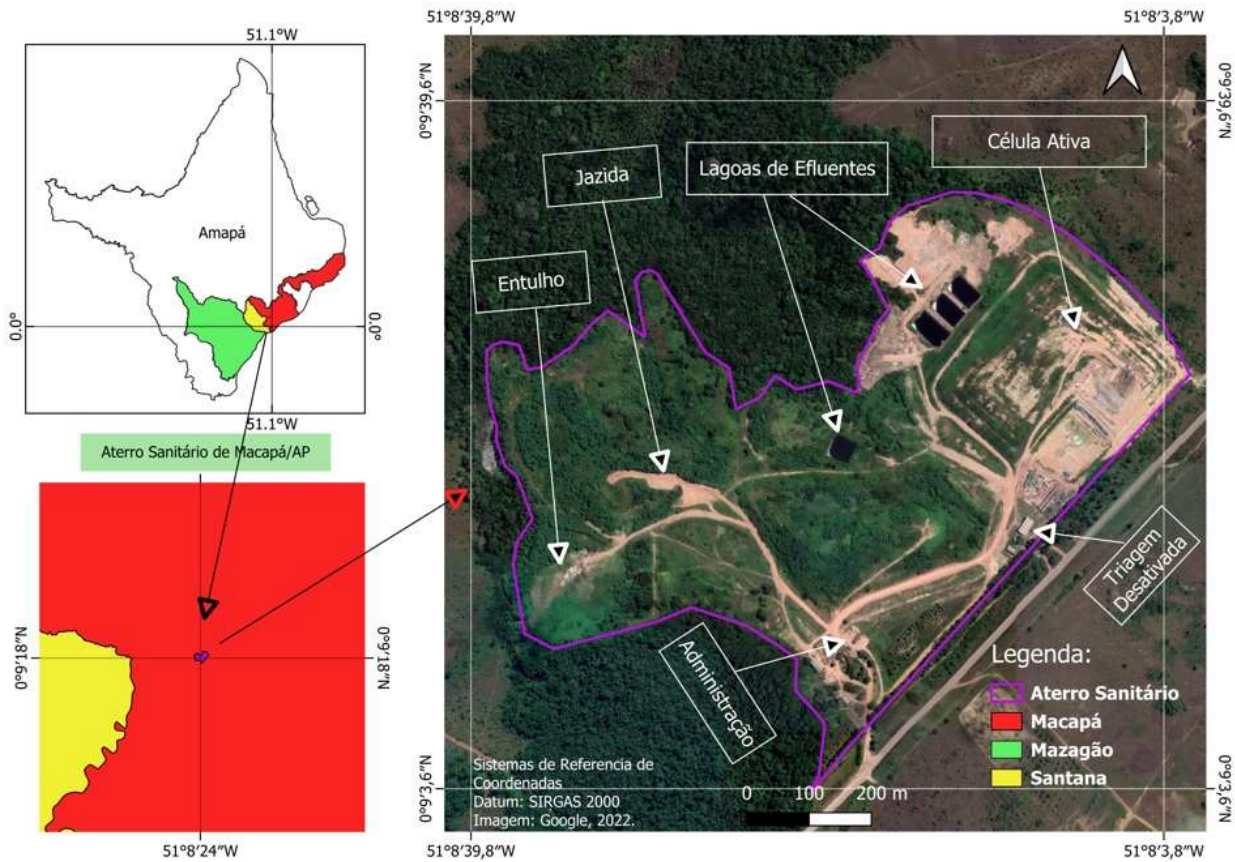 51.1°W
Amapá
0.0°
0.0°
51.1°W
Aterro Sanitário de Macapá/AP
0°9'18"N
0°9'18"N
51°8'24"W
51°8'39,8"W
51°8'3,8"W
0°9'39,6"N
0°9'39,6"N
Célula Ativa
Lagoas de Efluentes
Jazida
Entulho
Triagem
Desativada
Administração
Legenda:
Aterro Sanitário
Macapá
Mazagão
Santana
Sistemas de Referencia de
Coordenadas
Datum: SIRGAS 2000
Imagem: Google, 2022.
0 100 200 m
0°9'3,6"N
0°9'3,6"N
51°8'39,8"W
51°8'3,8"W